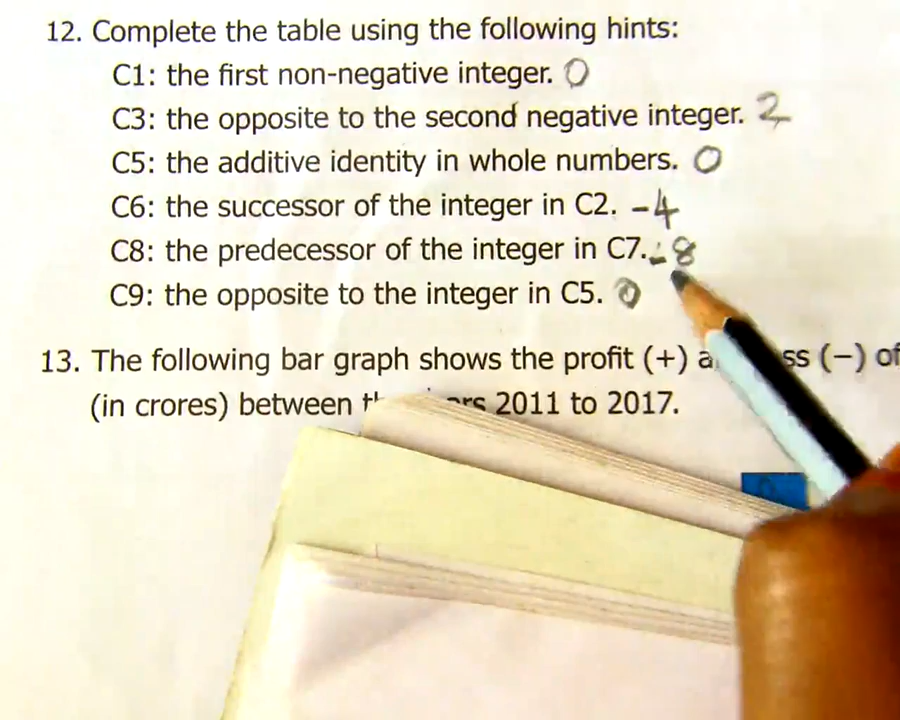 12. Complete the table using the following hints:
C1: the first non-negative integer. 0
C3: the opposite to the second negative integer. 2
C5: the additive identity in whole numbers. 0
C6: the successor of the integer in C2. -4
C8: the predecessor of the integer in C7. -8
C9: the opposite to the integer in C5. 0
13. The following bar graph shows the profit (+) (−) of
(in crores) between 2011 to 2017.